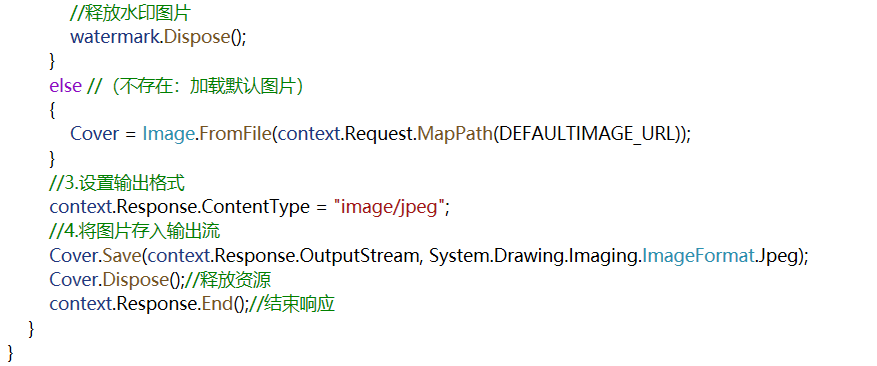 //释放水印图片
watermark.Dispose();
}
else //（不存在：加载默认图片）
{
Cover = Image.FromFile(context.Request.MapPath(DEFAULTIMAGE_URL));
}
//3.设置输出格式
context.Response.ContentType = "image/jpeg";
//4.将图片存入输出流
Cover.Save(context.Response.OutputStream, System.Drawing.Imaging.ImageFormat.Jpeg);
Cover.Dispose();//释放资源
context.Response.End();//结束响应
}
}